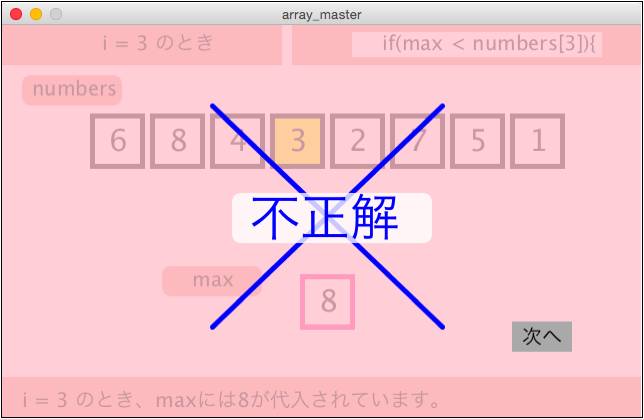 array_master
i = 3 のとき
if(max < numbers[3]){
numbers
6 8 4 3 2 7 5 1
不正解
max
8
次へ
i = 3 のとき、maxには8が代入されています。